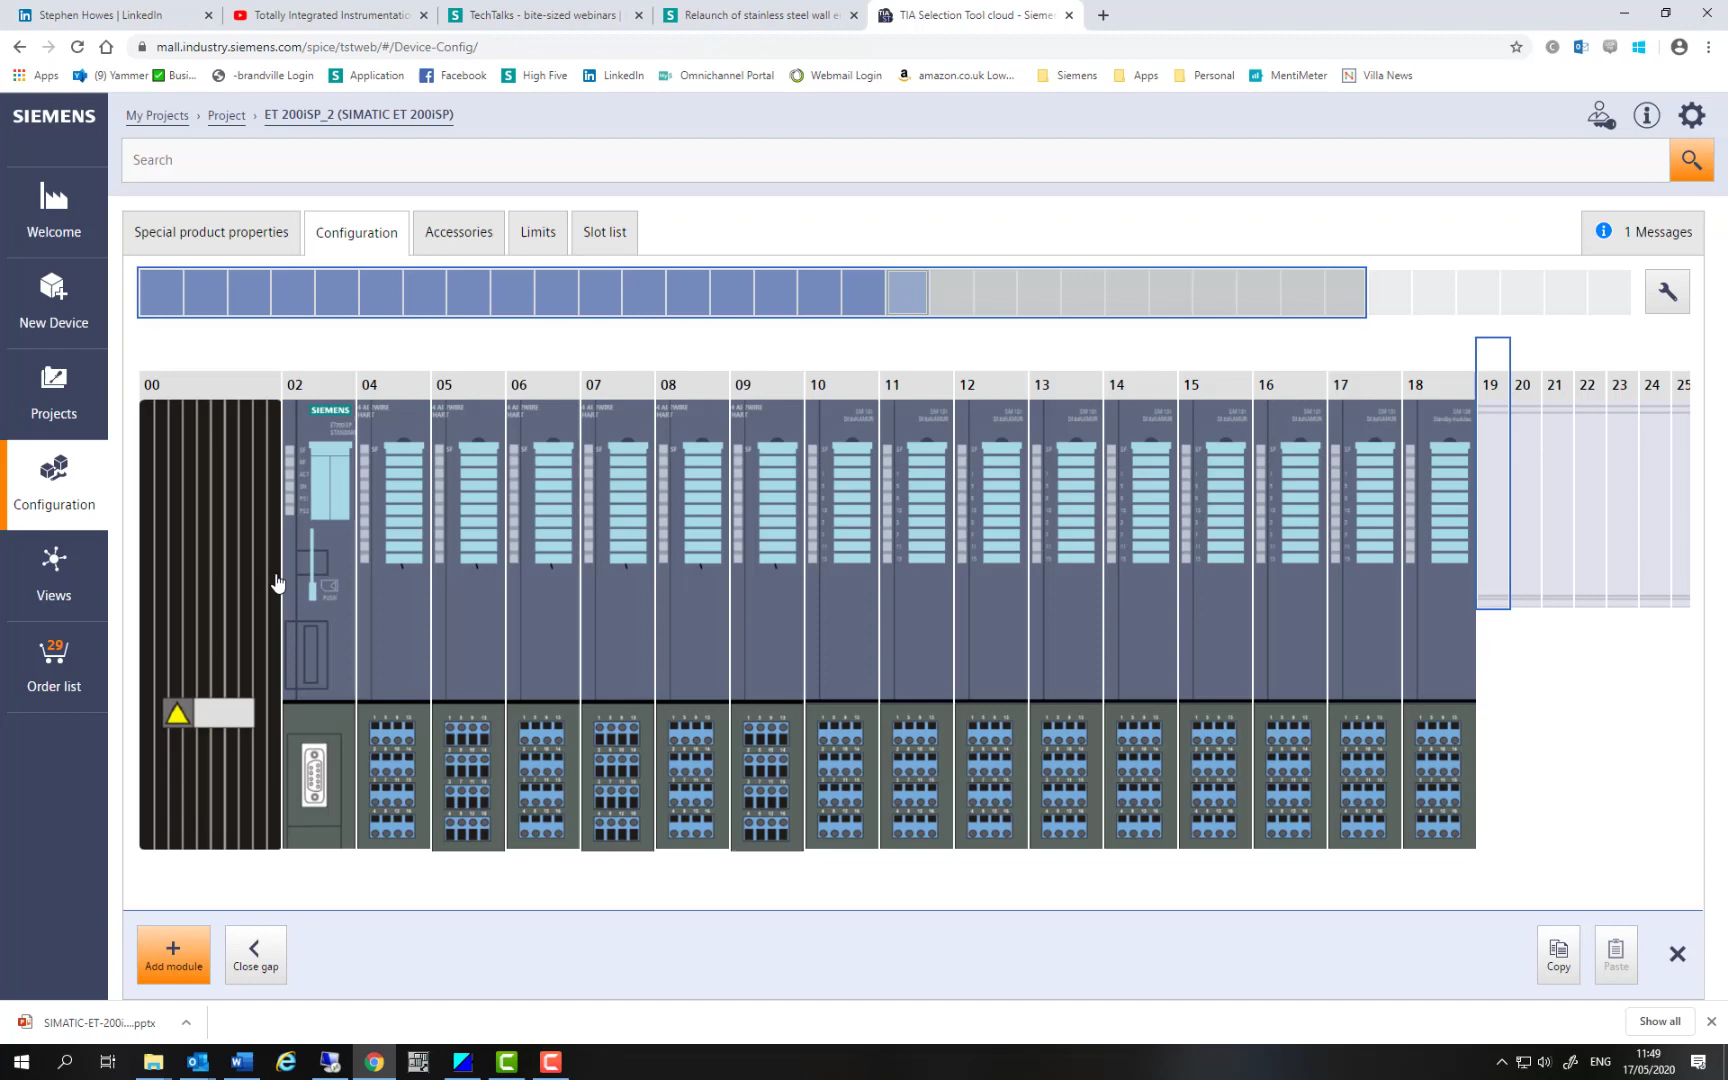 Stephen Howes | LinkedIn
Totally Integrated Instrumentatio
TechTalks - bite-sized webinars |
Relaunch of stainless steel wall e
TIA Selection Tool cloud - Sieme
mall.industry.siemens.com/spice/tstweb/#/Device-Config/
Apps
(9) Yammer
Busi...
-brandville Login
Application
Facebook
High Five
LinkedIn
Omnichannel Portal
Webmail Login
amazon.co.uk Low...
Siemens
Apps
Personal
MentiMeter
Villa News
SIEMENS
My Projects › Project › ET 200iSP_2 (SIMATIC ET 200iSP)
Search
Welcome
New Device
Projects
Configuration
Views
29
Order list
Special product properties
Configuration
Accessories
Limits
Slot list
1 Messages
00 02 04 05 06 07 08 09 10 11 12 13 14 15 16 17 18 19 20 21 22 23 24 25
SIEMENS
PUSH
Add module
Close gap
Copy
Paste
SIMATIC-ET-200i....pptx
Show all
ENG
11:49
17/05/2020